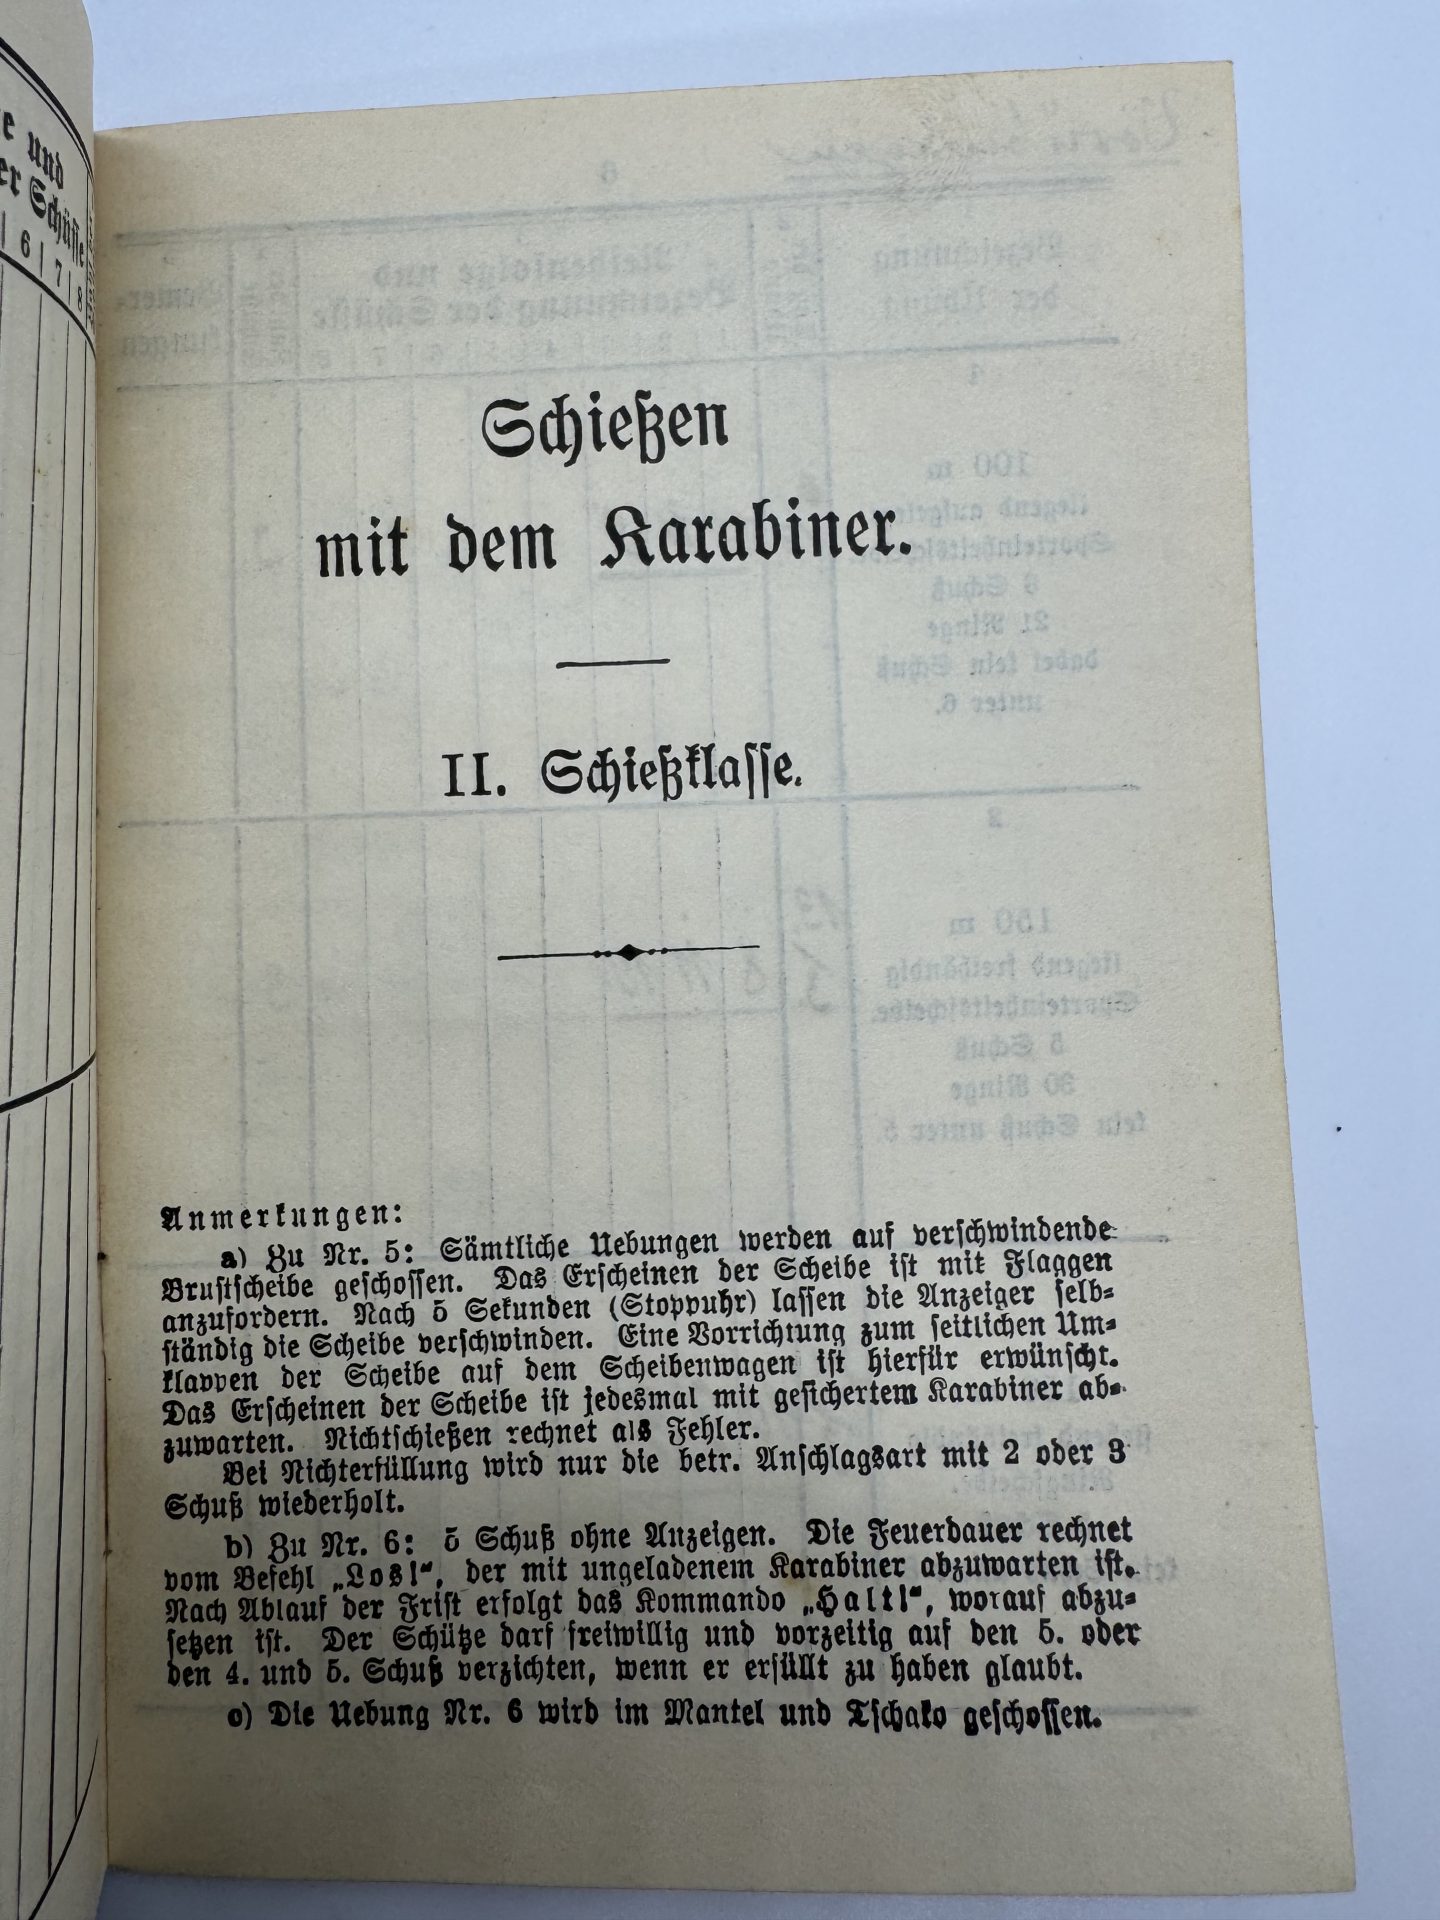 e und
er Schüsse
6 | 7 | 8
Schießen
mit dem Karabiner.
II. Schießklasse.
Anmerkungen:
a) Zu Nr. 5: Sämtliche Uebungen werden auf verschwindende
Brustscheibe geschossen. Das Erscheinen der Scheibe ist mit Flaggen
anzufordern. Nach 5 Sekunden (Stoppuhr) lassen die Anzeiger selb-
ständig die Scheibe verschwinden. Eine Vorrichtung zum seitlichen Um-
klappen der Scheibe auf dem Scheibenwagen ist hierfür erwünscht.
Das Erscheinen der Scheibe ist jedesmal mit gesichertem Karabiner ab-
zuwarten. Nichtschießen rechnet als Fehler.
Bei Nichterfüllung wird nur die betr. Anschlagsart mit 2 oder 3
Schuß wiederholt.
b) Zu Nr. 6: 5 Schuß ohne Anzeigen. Die Feuerdauer rechnet
vom Befehl „Los!“, der mit ungeladenem Karabiner abzuwarten ist.
Nach Ablauf der Frist erfolgt das Kommando „Halt!“, worauf abzu-
setzen ist. Der Schütze darf freiwillig und vorzeitig auf den 5. oder
den 4. und 5. Schuß verzichten, wenn er erfüllt zu haben glaubt.
c) Die Uebung Nr. 6 wird im Mantel und Tschako geschossen.